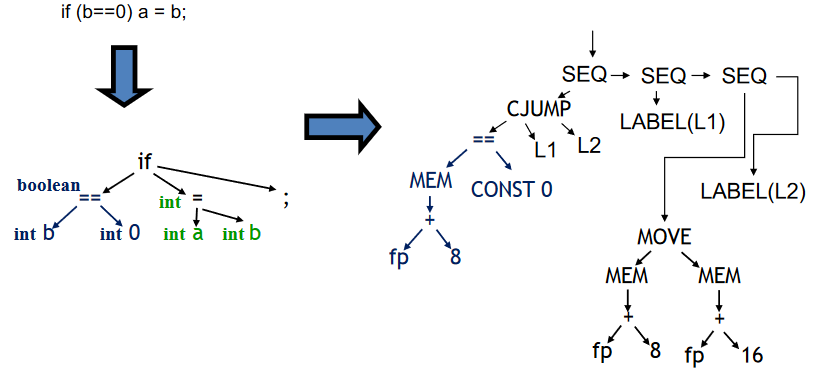 if (b==0) a = b;
SEQ SEQ SEQ
CJUMP
LABEL(L1)
== L1 L2
if
boolean == int = ;
MEM CONST 0
LABEL(L2)
int b int 0 int a int b
+
MOVE
fp 8
MEM MEM
+ +
fp 8 fp 16